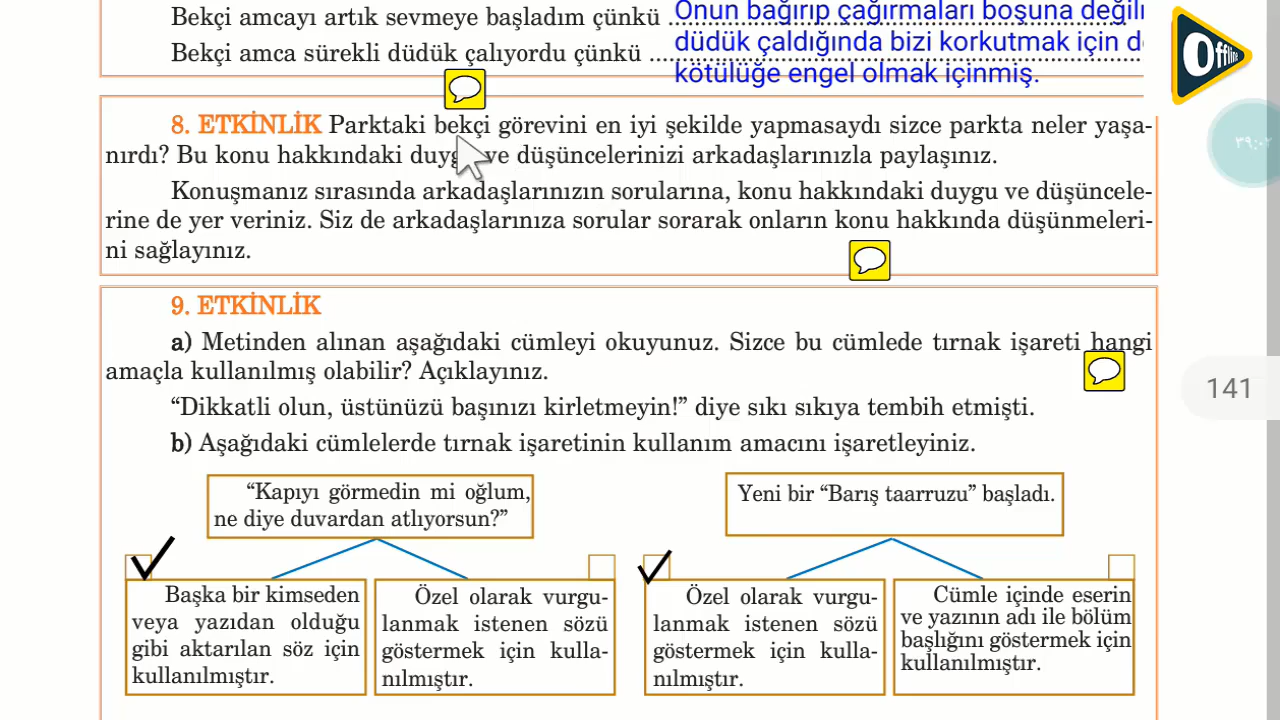 Bekçi amcayı artık sevmeye başladım çünkü
Onun bağırıp çağırmaları boşuna
Bekçi amca sürekli düdük çalıyordu çünkü
düdük çaldığında bizi korkutmak için
kötülüğe engel olmak içinmiş.
Offline
8. ETKİNLİK Parktaki bekçi görevini en iyi şekilde yapmasaydı sizce parkta neler yaşa-
nırdı? Bu konu hakkındaki ve düşüncelerinizi arkadaşlarınızla paylaşınız.
٣٩:٠٢
Konuşmanız sırasında arkadaşlarınızın sorularına, konu hakkındaki duygu ve düşüncele-
rine de yer veriniz. Siz de arkadaşlarınıza sorular sorarak onların konu hakkında düşünmeleri-
ni sağlayınız.
9. ETKİNLİK
a) Metinden alınan aşağıdaki cümleyi okuyunuz. Sizce bu cümlede tırnak işareti hangi
amaçla kullanılmış olabilir? Açıklayınız.
141
“Dikkatli olun, üstünüzü başınızı kirletmeyin!” diye sıkı sıkıya tembih etmişti.
b) Aşağıdaki cümlelerde tırnak işaretinin kullanım amacını işaretleyiniz.
“Kapıyı görmedin mi oğlum,
ne diye duvardan atlıyorsun?”
Yeni bir “Barış taarruzu” başladı.
Başka bir kimseden
veya yazıdan olduğu
gibi aktarılan söz için
kullanılmıştır.
Özel olarak vurgu-
lanmak istenen sözü
göstermek için kulla-
nılmıştır.
Özel olarak vurgu-
lanmak istenen sözü
göstermek için kulla-
nılmıştır.
Cümle içinde eserin
ve yazının adı ile bölüm
başlığını göstermek için
kullanılmıştır.